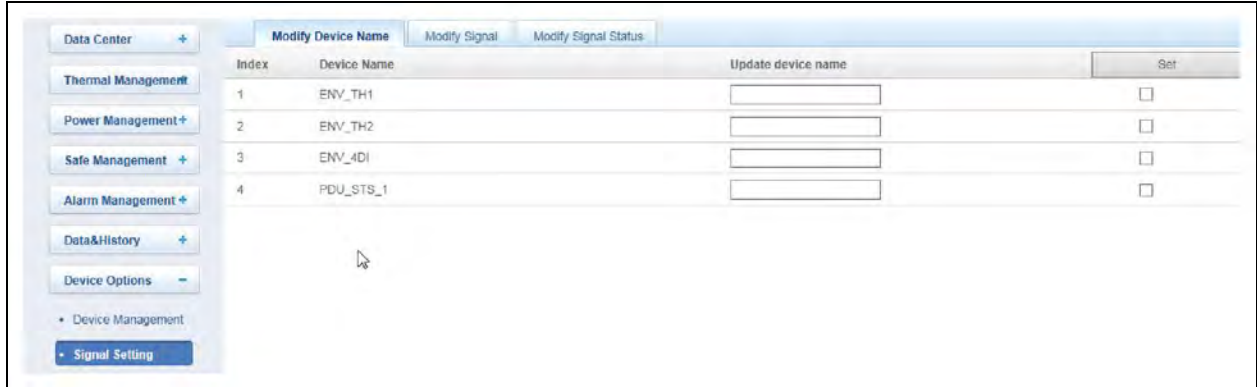 Data Center +
Thermal Management +
Power Management +
Safe Management +
Alarm Management +
Data&History +
Device Options −
• Device Management
• Signal Setting
Modify Device Name Modify Signal Modify Signal Status
Index Device Name Update device name Set
1 ENV_TH1
2 ENV_TH2
3 ENV_4DI
4 PDU_STS_1